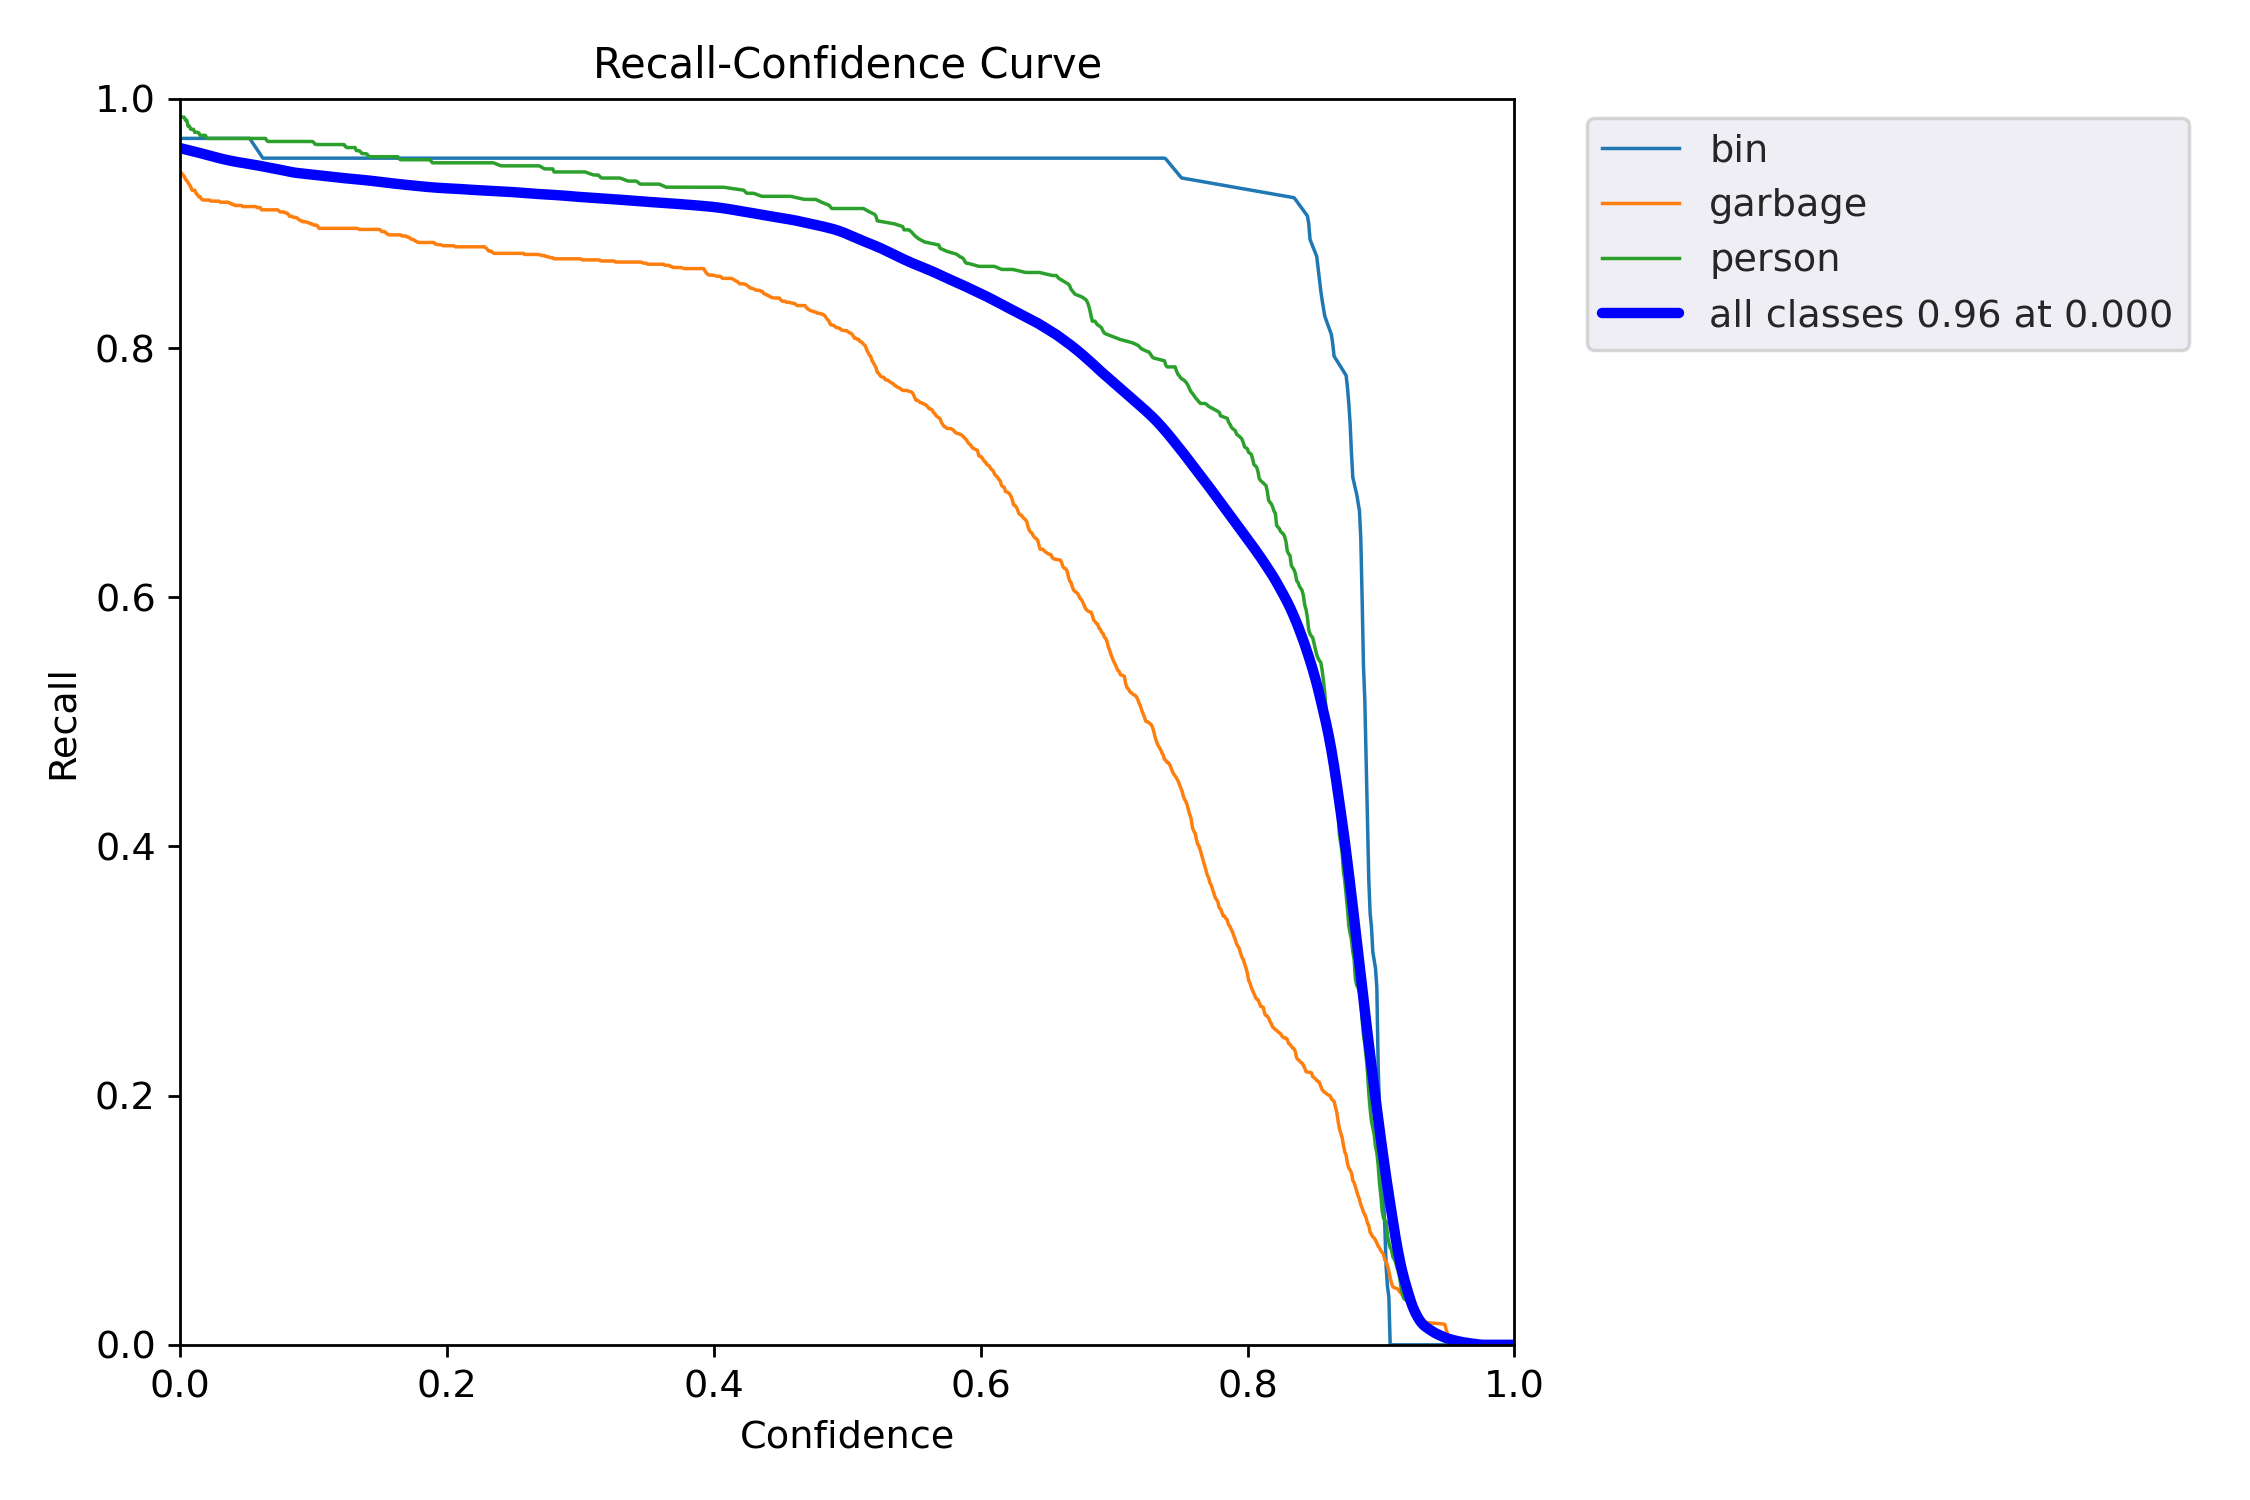 Recall-Confidence Curve
1.0
0.8
0.6
0.4
0.2
0.0
Recall
0.0 0.2 0.4 0.6 0.8 1.0
Confidence
bin
garbage
person
all classes 0.96 at 0.000